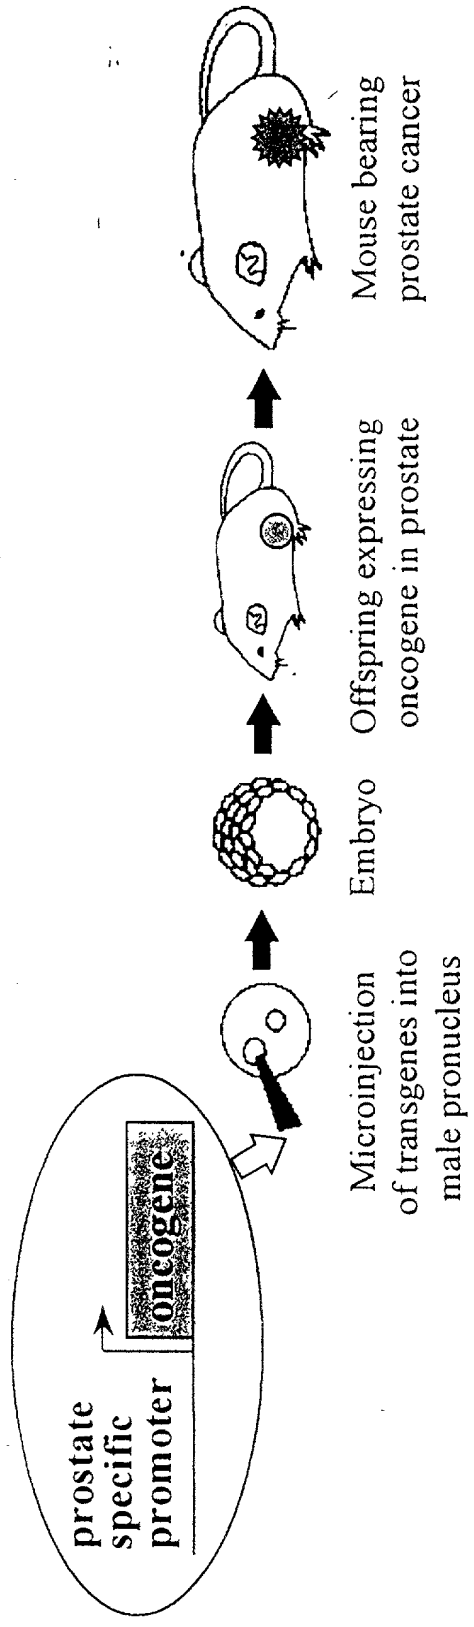 prostate
specific
promoter
oncogene
Microinjection
of transgenes into
male pronucleus
Embryo
Offspring expressing
oncogene in prostate
Mouse bearing
prostate cancer